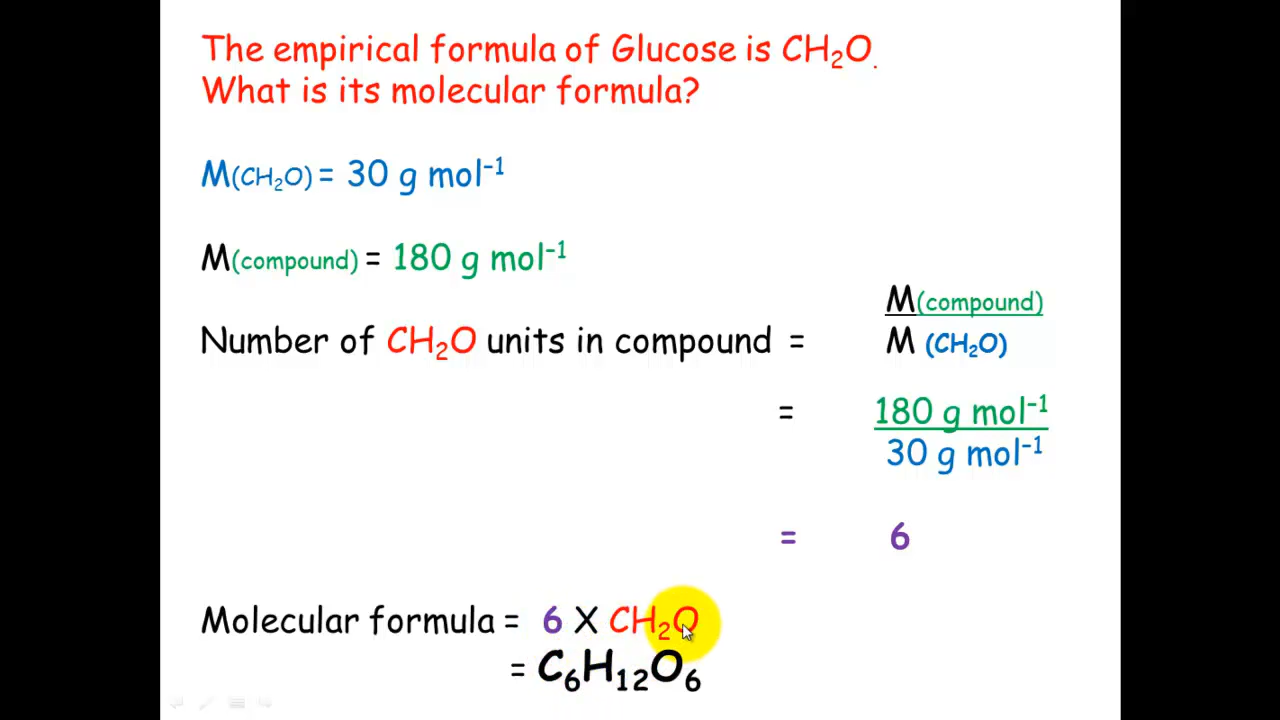 The empirical formula of Glucose is CH₂O.
What is its molecular formula?
M(CH₂O) = 30 g mol⁻¹
M(compound) = 180 g mol⁻¹
M(compound)
Number of CH₂O units in compound = M (CH₂O)
= 180 g mol⁻¹
30 g mol⁻¹
= 6
Molecular formula = 6 X CH₂O
= C₆H₁₂O₆